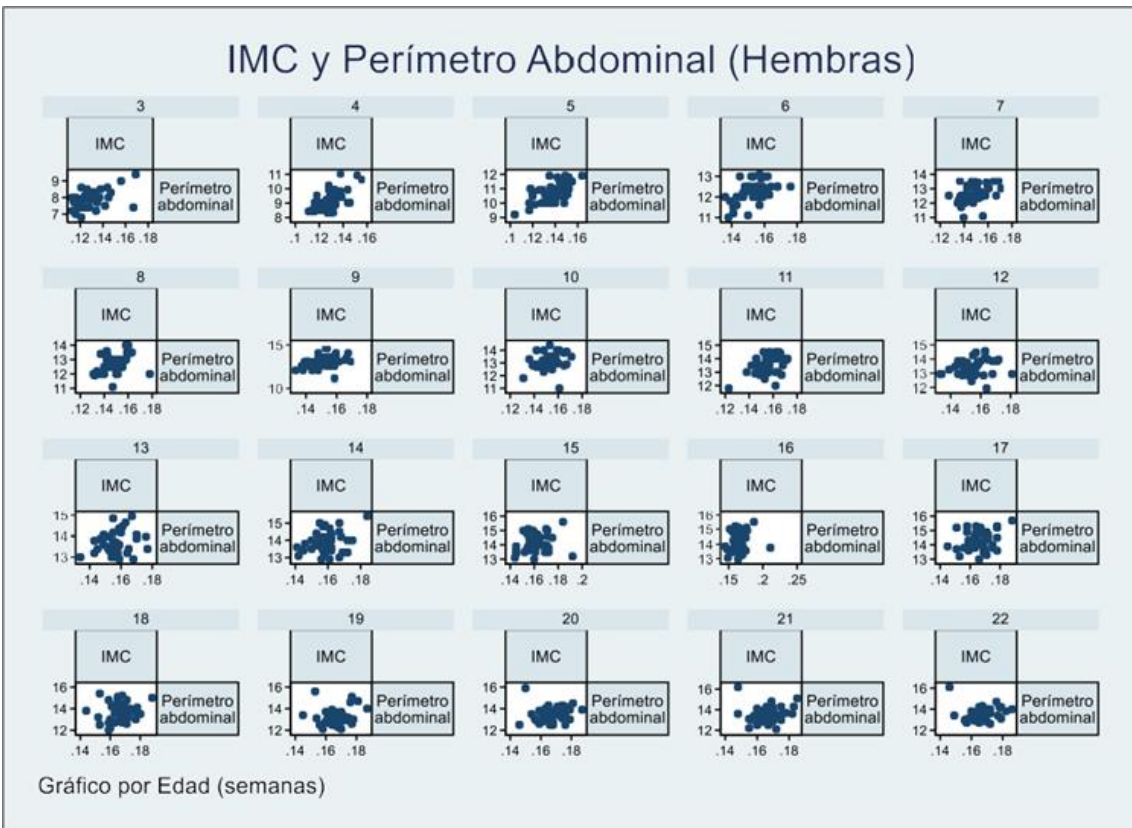 IMC y Perímetro Abdominal (Hembras)
3 4 5 6 7
IMC IMC IMC IMC IMC
9 8 7 Perímetro abdominal 11 10 9 8 Perímetro abdominal 12 11 10 9 Perímetro abdominal 13 12 11 Perímetro abdominal 14 13 12 11 Perímetro abdominal
.12 .14 .16 .18 .1 .12 .14 .16 .1 .12 .14 .16 .14 .16 .18 .12 .14 .16 .18
8 9 10 11 12
IMC IMC IMC IMC IMC
14 13 12 11 Perímetro abdominal 15 10 Perímetro abdominal 14 13 12 11 Perímetro abdominal 15 14 13 12 Perímetro abdominal 15 14 13 12 Perímetro abdominal
.12 .14 .16 .18 .14 .16 .18 .12 .14 .16 .18 .12 .14 .16 .18 .14 .16 .18
13 14 15 16 17
IMC IMC IMC IMC IMC
15 14 13 Perímetro abdominal 15 14 13 Perímetro abdominal 16 15 14 13 Perímetro abdominal 16 15 14 13 Perímetro abdominal 16 15 14 13 Perímetro abdominal
.14 .16 .18 .14 .16 .18 .14 .16 .18 .2 .15 .2 .25 .14 .16 .18
18 19 20 21 22
IMC IMC IMC IMC IMC
16 14 12 Perímetro abdominal 16 14 12 Perímetro abdominal 16 14 12 Perímetro abdominal 16 14 12 Perímetro abdominal 16 14 12 Perímetro abdominal
.14 .16 .18 .14 .16 .18 .14 .16 .18 .14 .16 .18 .14 .16 .18
Gráfico por Edad (semanas)